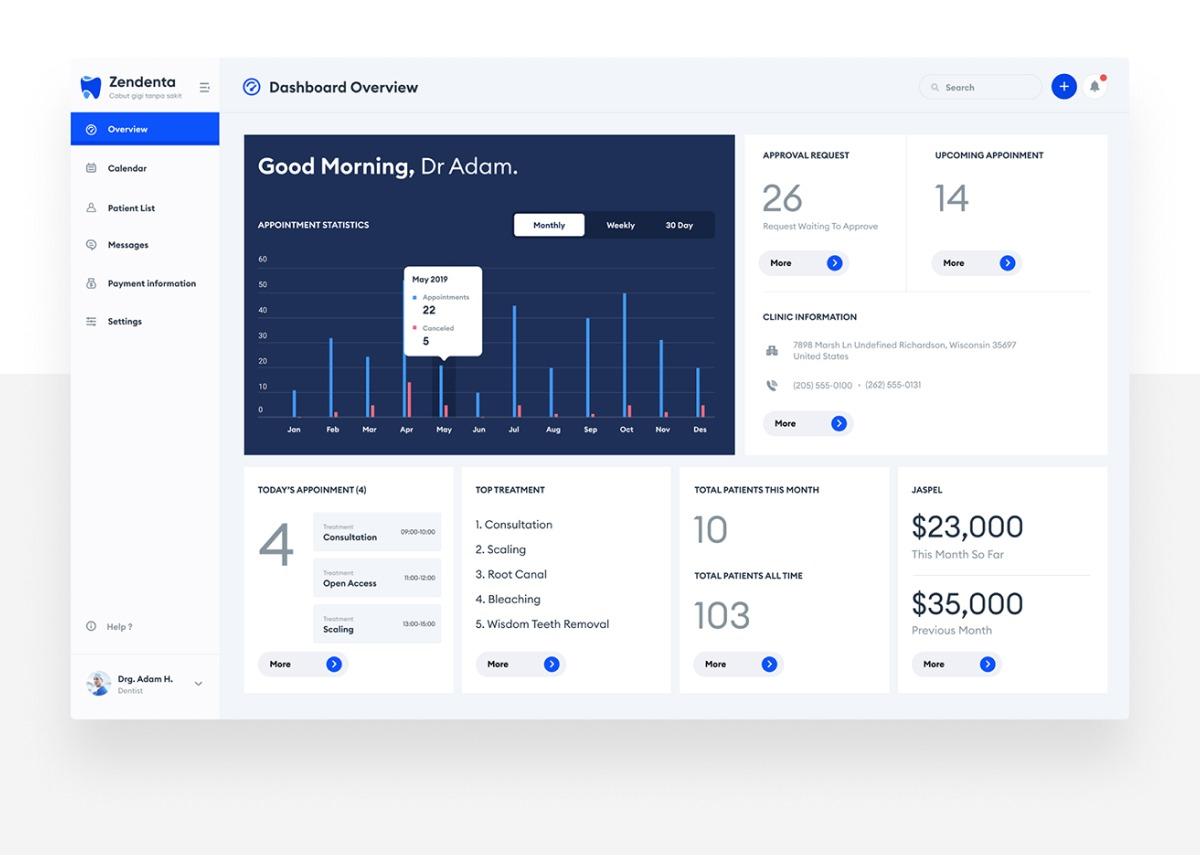 Zendenta
Cabut gigi tanpa sakit
Dashboard Overview
Search
Overview
Calendar
Patient List
Messages
Payment information
Settings
Help ?
Drg. Adam H.
Dentist
Good Morning, Dr Adam.
APPOINTMENT STATISTICS
Monthly Weekly 30 Day
60
50
40
30
20
10
0
May 2019
Appointments
22
Canceled
5
Jan Feb Mar Apr May Jun Jul Aug Sep Oct Nov Des
APPROVAL REQUEST
26
Request Waiting To Approve
More
UPCOMING APPOINMENT
14
More
CLINIC INFORMATION
7898 Marsh Ln Undefined Richardson, Wisconsin 35697
United States
(205) 555-0100 • (262) 555-0131
More
TODAY'S APPOINMENT (4)
4
Treatment
Consultation 09:00-10:00
Treatment
Open Access 11:00-12:00
Treatment
Scaling 13:00-15:00
More
TOP TREATMENT
1. Consultation
2. Scaling
3. Root Canal
4. Bleaching
5. Wisdom Teeth Removal
More
TOTAL PATIENTS THIS MONTH
10
TOTAL PATIENTS ALL TIME
103
More
JASPEL
$23,000
This Month So Far
$35,000
Previous Month
More